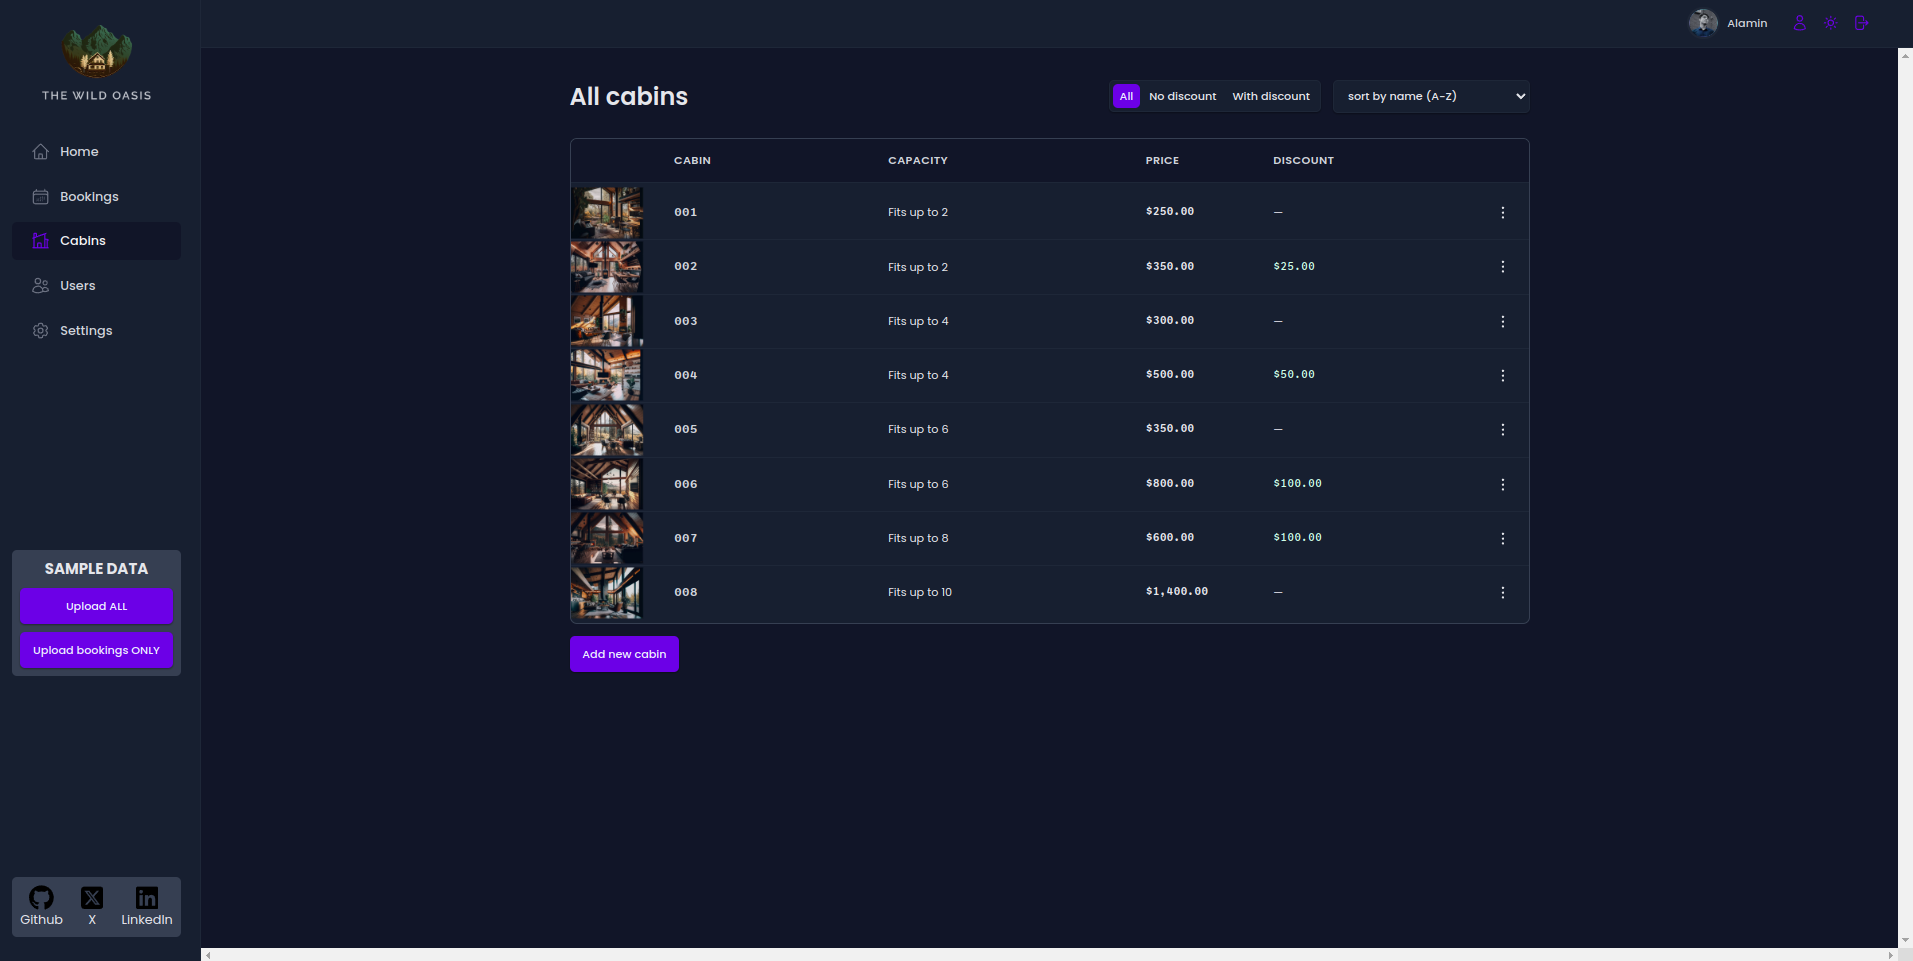 THE WILD OASIS
Home
Bookings
Cabins
Users
Settings
SAMPLE DATA
Upload ALL
Upload bookings ONLY
Github X LinkedIn
Alamin
All cabins
All No discount With discount sort by name (A-Z)
CABIN CAPACITY PRICE DISCOUNT
001 Fits up to 2 $250.00 —
002 Fits up to 2 $350.00 $25.00
003 Fits up to 4 $300.00 —
004 Fits up to 4 $500.00 $50.00
005 Fits up to 6 $350.00 —
006 Fits up to 6 $800.00 $100.00
007 Fits up to 8 $600.00 $100.00
008 Fits up to 10 $1,400.00 —
Add new cabin